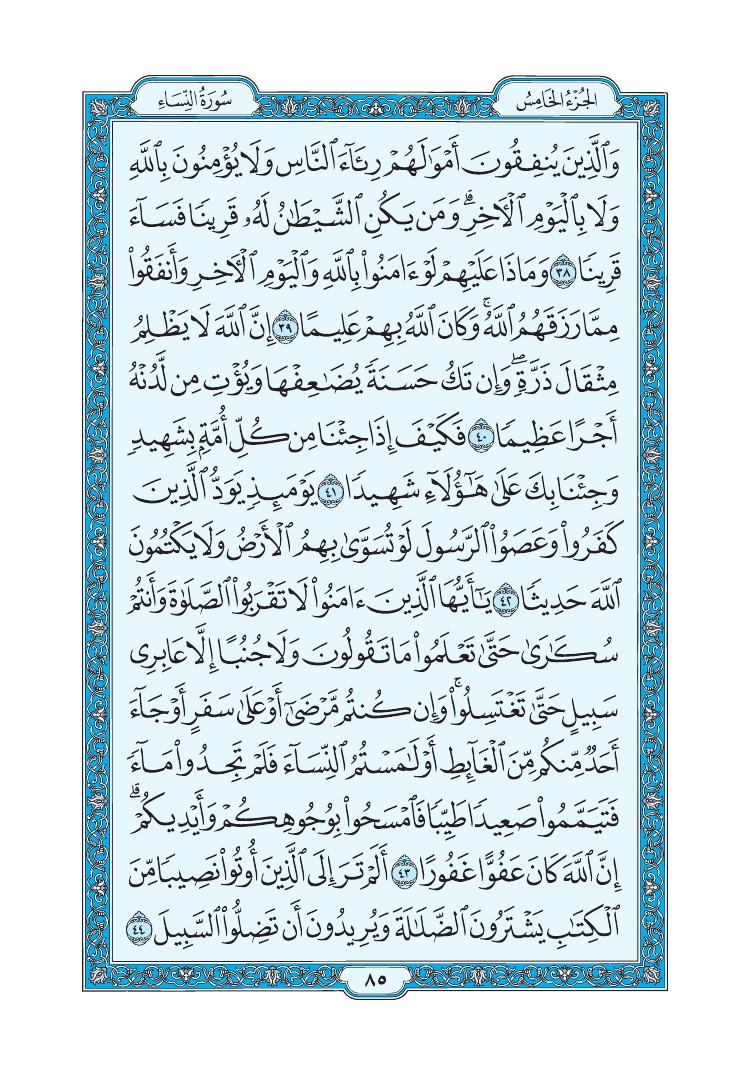 الجُزْءُ الخَامِسُ
سُورَةُ النِّسَاءِ
وَٱلَّذِينَ يُنفِقُونَ أَمْوَٰلَهُمْ رِئَآءَ ٱلنَّاسِ وَلَا يُؤْمِنُونَ بِٱللَّهِ
وَلَا بِٱلْيَوْمِ ٱلْأٓخِرِۗ وَمَن يَكُنِ ٱلشَّيْطَٰنُ لَهُۥ قَرِينًا فَسَآءَ
قَرِينًا ٣٨ وَمَاذَا عَلَيْهِمْ لَوْ ءَامَنُوا۟ بِٱللَّهِ وَٱلْيَوْمِ ٱلْأٓخِرِ وَأَنفَقُوا۟
مِمَّا رَزَقَهُمُ ٱللَّهُۚ وَكَانَ ٱللَّهُ بِهِمْ عَلِيمًا ٣٩ إِنَّ ٱللَّهَ لَا يَظْلِمُ
مِثْقَالَ ذَرَّةٍۖ وَإِن تَكُ حَسَنَةً يُضَٰعِفْهَا وَيُؤْتِ مِن لَّدُنْهُ
أَجْرًا عَظِيمًا ٤٠ فَكَيْفَ إِذَا جِئْنَا مِن كُلِّ أُمَّةٍۭ بِشَهِيدٍ
وَجِئْنَا بِكَ عَلَىٰ هَٰٓؤُلَآءِ شَهِيدًا ٤١ يَوْمَئِذٍ يَوَدُّ ٱلَّذِينَ
كَفَرُوا۟ وَعَصَوُا۟ ٱلرَّسُولَ لَوْ تُسَوَّىٰ بِهِمُ ٱلْأَرْضُ وَلَا يَكْتُمُونَ
ٱللَّهَ حَدِيثًا ٤٢ يَٰٓأَيُّهَا ٱلَّذِينَ ءَامَنُوا۟ لَا تَقْرَبُوا۟ ٱلصَّلَوٰةَ وَأَنتُمْ
سُكَٰرَىٰ حَتَّىٰ تَعْلَمُوا۟ مَا تَقُولُونَ وَلَا جُنُبًا إِلَّا عَابِرِى
سَبِيلٍ حَتَّىٰ تَغْتَسِلُوا۟ۚ وَإِن كُنتُم مَّرْضَىٰٓ أَوْ عَلَىٰ سَفَرٍ أَوْ جَآءَ
أَحَدٌ مِّنكُم مِّنَ ٱلْغَآئِطِ أَوْ لَٰمَسْتُمُ ٱلنِّسَآءَ فَلَمْ تَجِدُوا۟ مَآءً
فَتَيَمَّمُوا۟ صَعِيدًا طَيِّبًا فَٱمْسَحُوا۟ بِوُجُوهِكُمْ وَأَيْدِيكُمْۗ
إِنَّ ٱللَّهَ كَانَ عَفُوًّا غَفُورًا ٤٣ أَلَمْ تَرَ إِلَى ٱلَّذِينَ أُوتُوا۟ نَصِيبًا مِّنَ
ٱلْكِتَٰبِ يَشْتَرُونَ ٱلضَّلَٰلَةَ وَيُرِيدُونَ أَن تَضِلُّوا۟ ٱلسَّبِيلَ ٤٤
٨٥